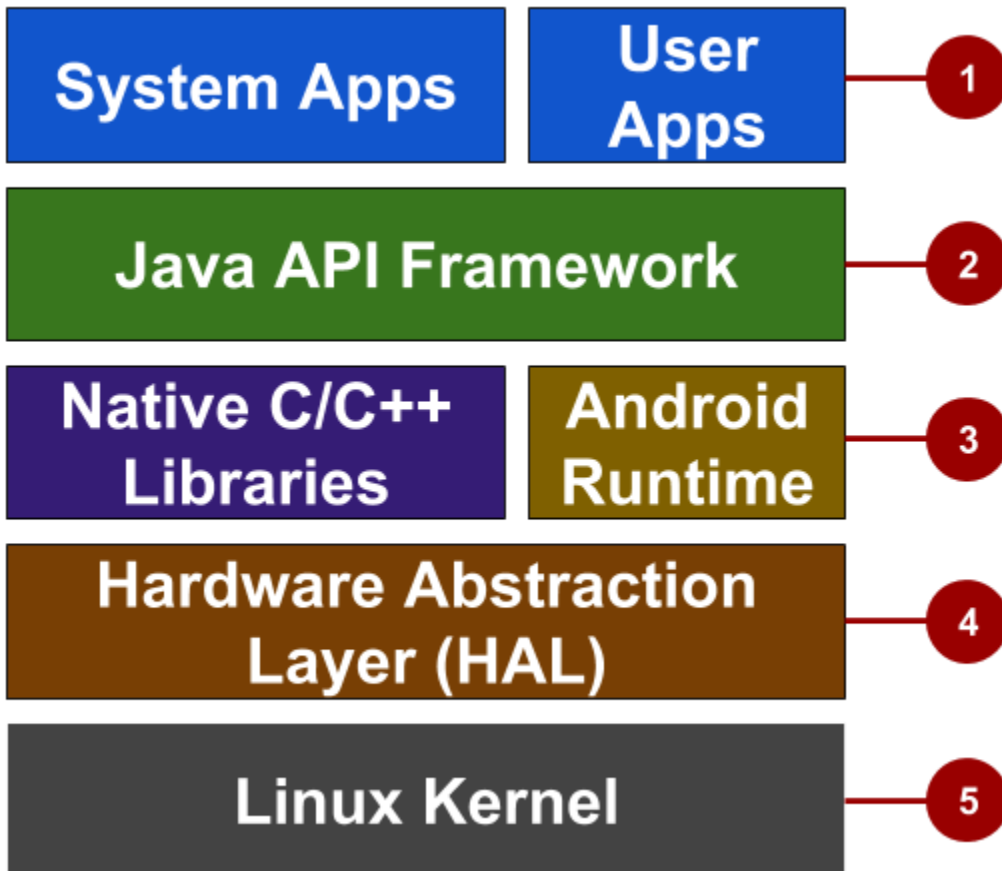 System Apps
User
Apps
1
Java API Framework
2
Native C/C++
Libraries
Android
Runtime
3
Hardware Abstraction
Layer (HAL)
4
Linux Kernel
5